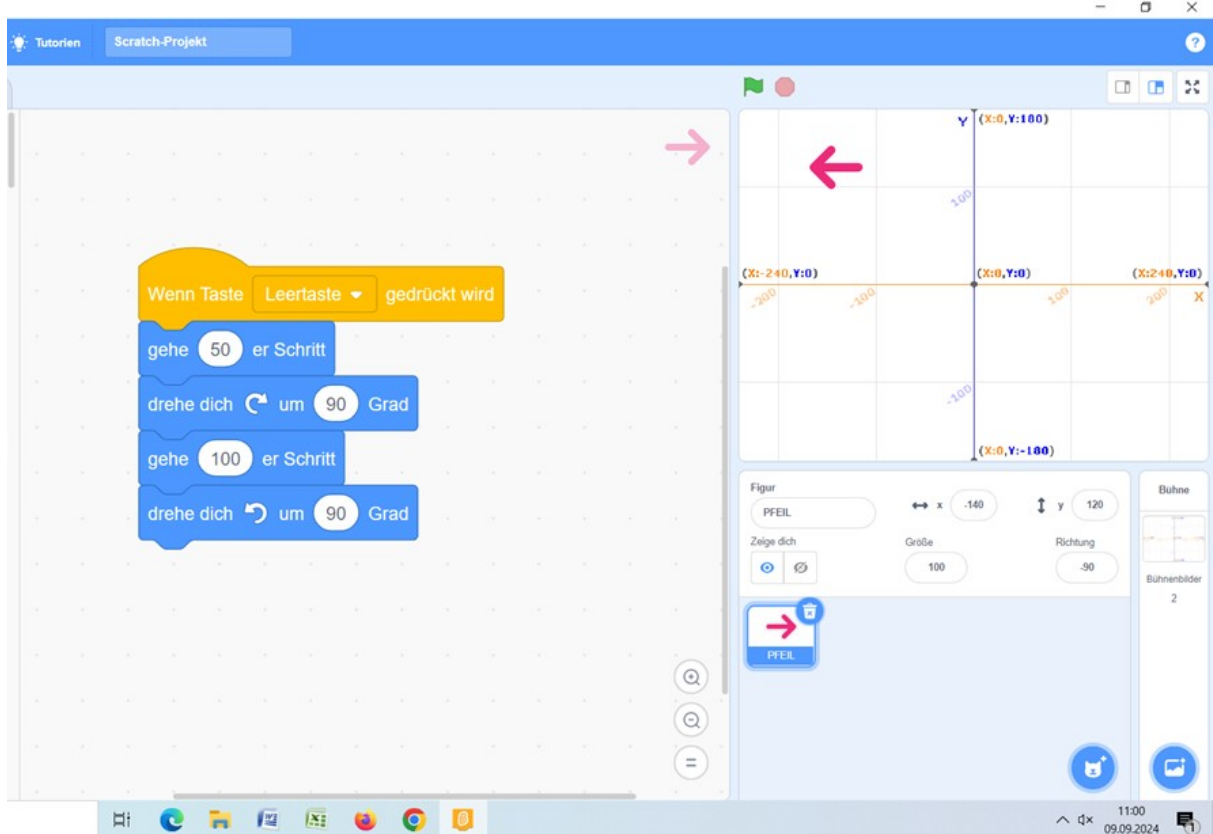 Tutorien Scratch-Projekt ?
Wenn Taste Leertaste gedrückt wird
gehe 50 er Schritt
drehe dich um 90 Grad
gehe 100 er Schritt
drehe dich um 90 Grad
Y (X:0,Y:180)
100
(X:-240,Y:0) (X:0,Y:0) (X:240,Y:0)
-200 -100 100 200 X
-100
(X:0,Y:-180)
Figur
PFEIL x -140 y 120
Zeige dich Größe Richtung
100 -90
PFEIL
Bühne
Bühnenbilder
2
11:00
09.09.2024
1